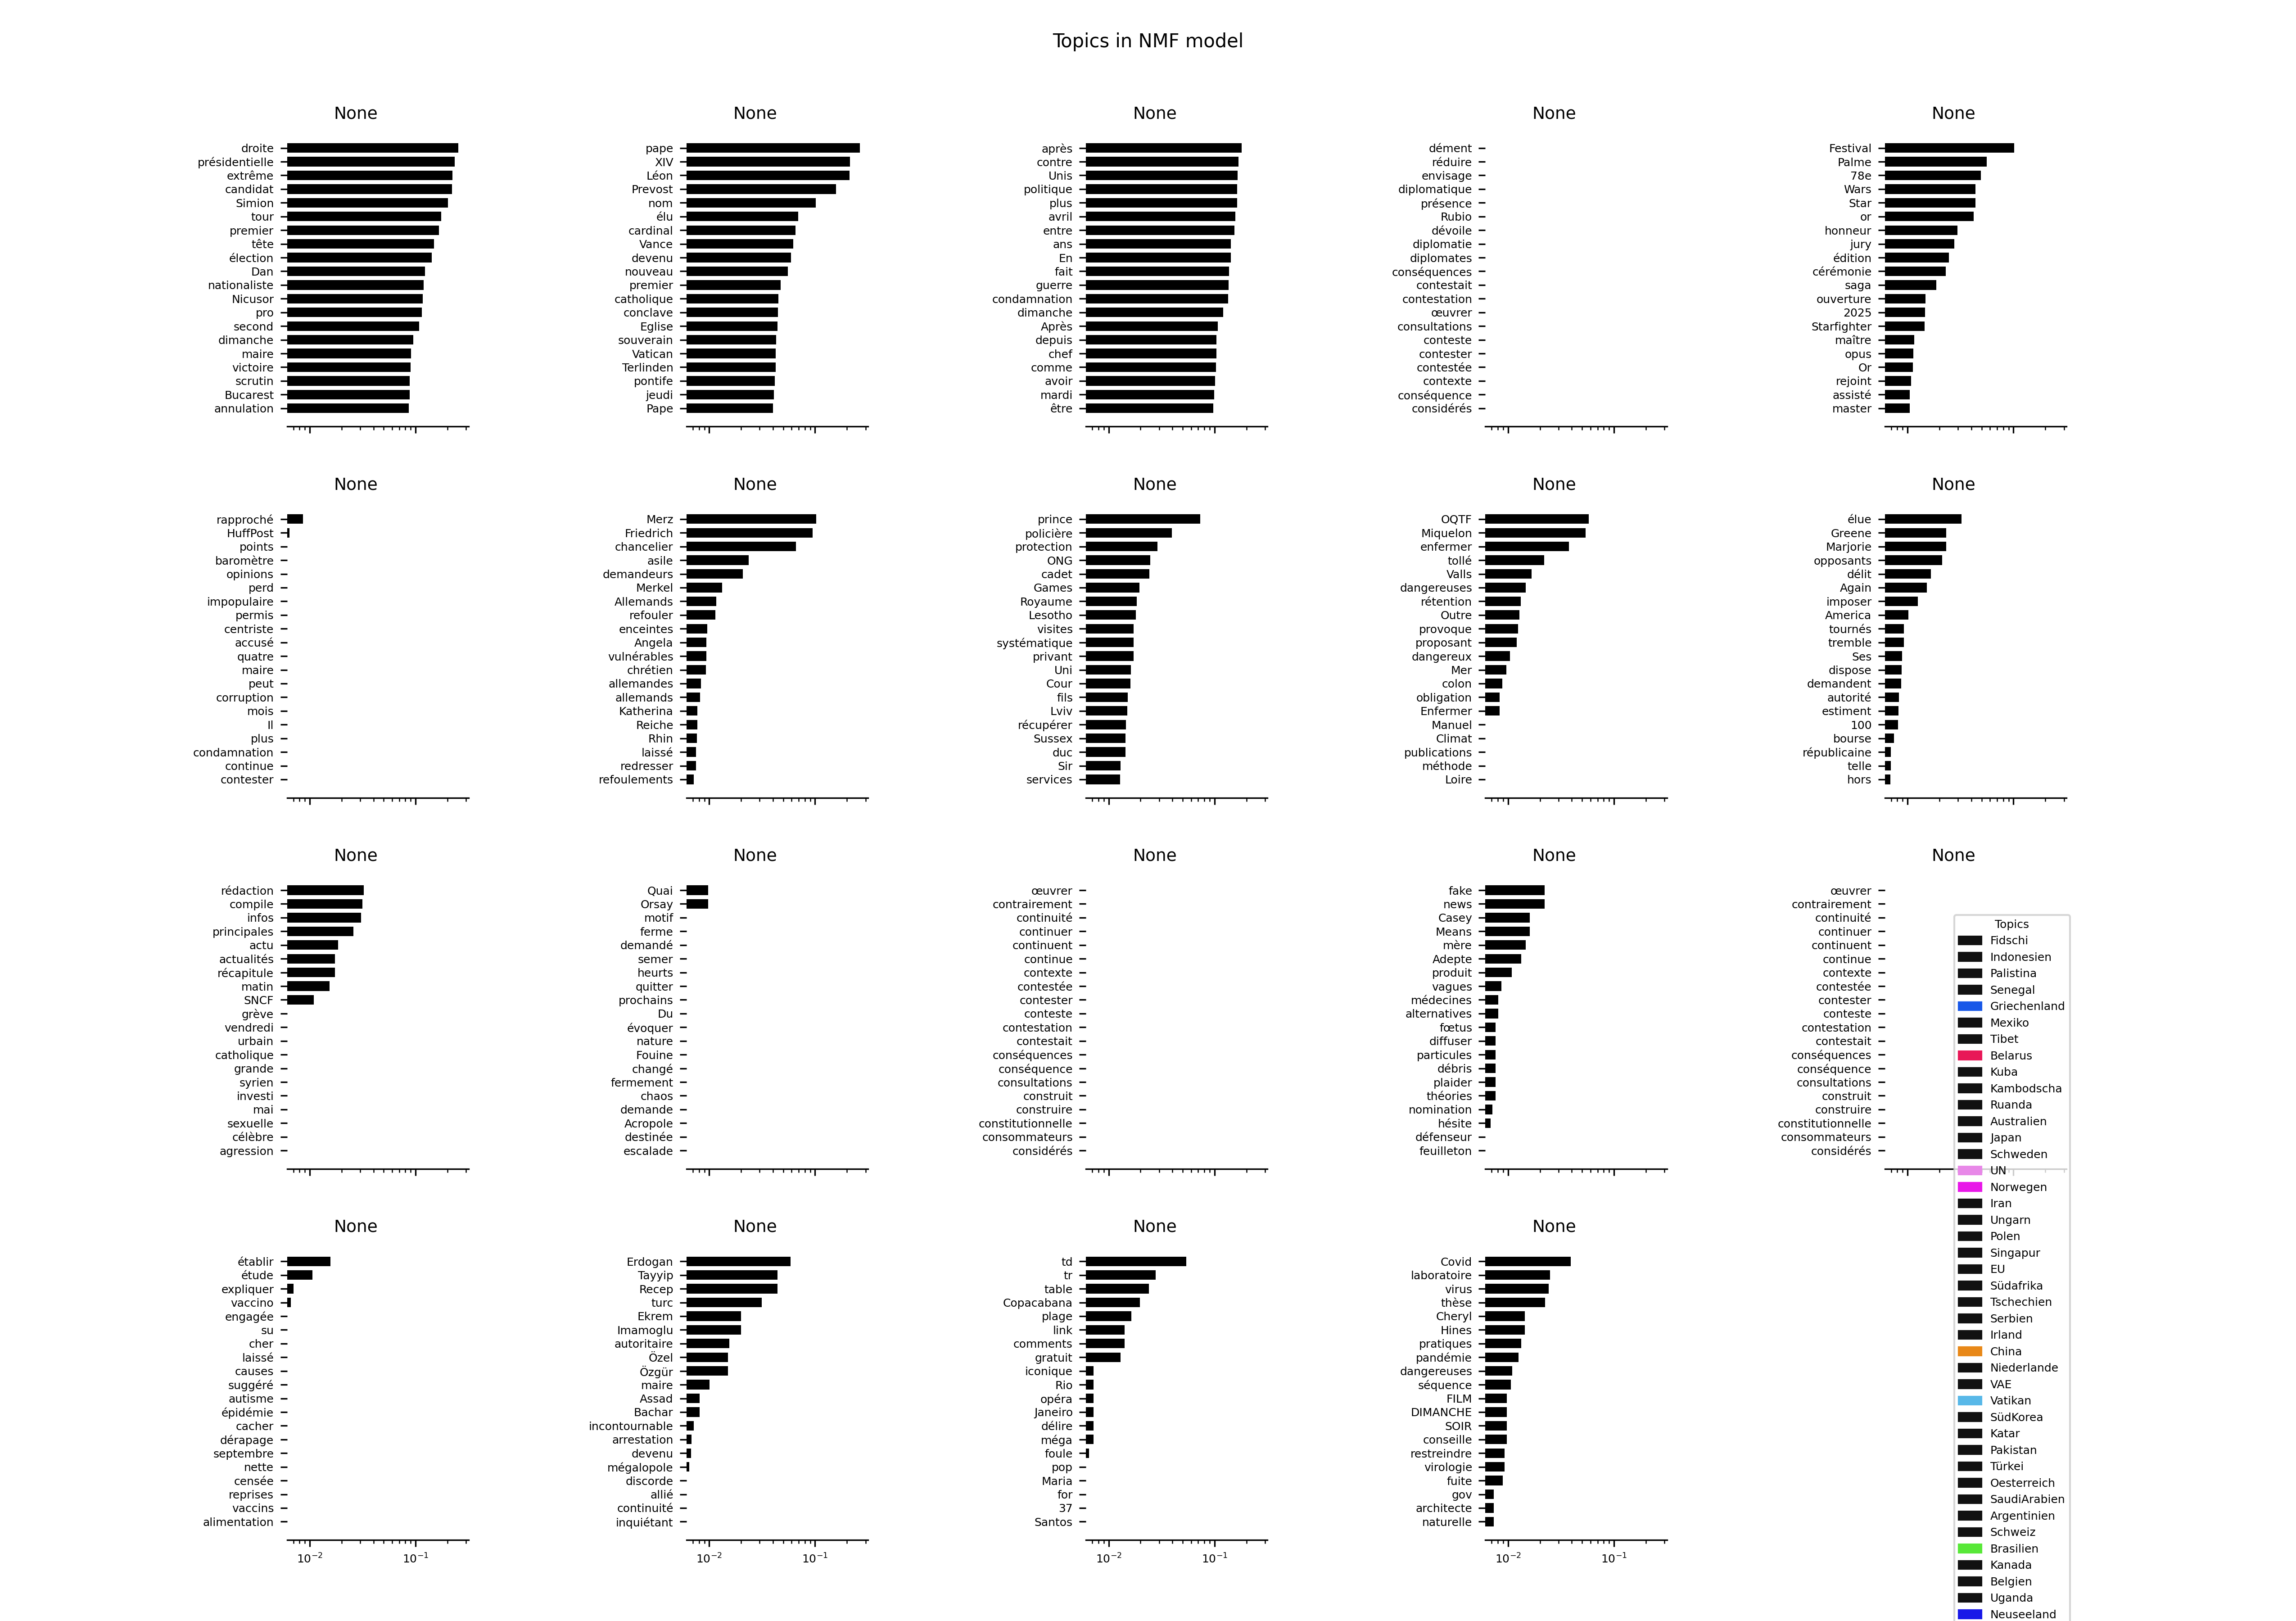 Topics in NMF model
None
droite
présidentielle
extrême
candidat
Simion
tour
premier
tête
élection
Dan
nationaliste
Nicusor
pro
second
dimanche
maire
victoire
scrutin
Bucarest
annulation
None
pape
XIV
Léon
Prevost
nom
élu
cardinal
Vance
devenu
nouveau
premier
catholique
conclave
Eglise
souverain
Vatican
Terlinden
pontife
jeudi
Pape
None
après
contre
Unis
politique
plus
avril
entre
ans
En
fait
guerre
condamnation
dimanche
Après
depuis
chef
comme
avoir
mardi
être
None
dément
réduire
envisage
diplomatique
présence
Rubio
dévoile
diplomatie
diplomates
conséquences
contestait
contestation
œuvrer
consultations
conteste
contester
contestée
contexte
conséquence
considérés
None
Festival
Palme
78e
Wars
Star
or
honneur
jury
édition
cérémonie
saga
ouverture
2025
Starfighter
maître
opus
Or
rejoint
assisté
master
None
rapproché
HuffPost
points
baromètre
opinions
perd
impopulaire
permis
centriste
accusé
quatre
maire
peut
corruption
mois
Il
plus
condamnation
continue
contester
None
Merz
Friedrich
chancelier
asile
demandeurs
Merkel
Allemands
refouler
enceintes
Angela
vulnérables
chrétien
allemandes
allemands
Katherina
Reiche
Rhin
laissé
redresser
refoulements
None
prince
policière
protection
ONG
cadet
Games
Royaume
Lesotho
visites
systématique
privant
Uni
Cour
fils
Lviv
récupérer
Sussex
duc
Sir
services
None
OQTF
Miquelon
enfermer
tollé
Valls
dangereuses
rétention
Outre
provoque
proposant
dangereux
Mer
colon
obligation
Enfermer
Manuel
Climat
publications
méthode
Loire
None
élue
Greene
Marjorie
opposants
délit
Again
imposer
America
tournés
tremble
Ses
dispose
demandent
autorité
estiment
100
bourse
républicaine
telle
hors
None
rédaction
compile
infos
principales
actu
actualités
récapitule
matin
SNCF
grève
vendredi
urbain
catholique
grande
syrien
investi
mai
sexuelle
célèbre
agression
None
Quai
Orsay
motif
ferme
demandé
semer
heurts
quitter
prochains
Du
évoquer
nature
Fouine
changé
fermement
chaos
demande
Acropole
destinée
escalade
None
œuvrer
contrairement
continuité
continuer
continuent
continue
contexte
contestée
contester
conteste
contestation
contestait
conséquences
conséquence
consultations
construit
construire
constitutionnelle
consommateurs
considérés
None
fake
news
Casey
Means
mère
Adepte
produit
vagues
médecines
alternatives
fœtus
diffuser
particules
débris
plaider
théories
nomination
hésite
défenseur
feuilleton
None
œuvrer
contrairement
continuité
continuer
continuent
continue
contexte
contestée
contester
conteste
contestation
contestait
conséquences
conséquence
consultations
construit
construire
constitutionnelle
consommateurs
considérés
None
établir
étude
expliquer
vaccino
engagée
su
cher
laissé
causes
suggéré
autisme
épidémie
cacher
dérapage
septembre
nette
censée
reprises
vaccins
alimentation
10⁻² 10⁻¹
None
Erdogan
Tayyip
Recep
turc
Ekrem
Imamoglu
autoritaire
Özel
Özgür
maire
Assad
Bachar
incontournable
arrestation
devenu
mégalopole
discorde
allié
continuité
inquiétant
10⁻² 10⁻¹
None
td
tr
table
Copacabana
plage
link
comments
gratuit
iconique
Rio
opéra
Janeiro
délire
méga
foule
pop
Maria
for
37
Santos
10⁻² 10⁻¹
None
Covid
laboratoire
virus
thèse
Cheryl
Hines
pratiques
pandémie
dangereuses
séquence
FILM
DIMANCHE
SOIR
conseille
restreindre
virologie
fuite
gov
architecte
naturelle
10⁻² 10⁻¹
Topics
Fidschi
Indonesien
Palistina
Senegal
Griechenland
Mexiko
Tibet
Belarus
Kuba
Kambodscha
Ruanda
Australien
Japan
Schweden
UN
Norwegen
Iran
Ungarn
Polen
Singapur
EU
Südafrika
Tschechien
Serbien
Irland
China
Niederlande
VAE
Vatikan
SüdKorea
Katar
Pakistan
Türkei
Oesterreich
SaudiArabien
Argentinien
Schweiz
Brasilien
Kanada
Belgien
Uganda
Neuseeland